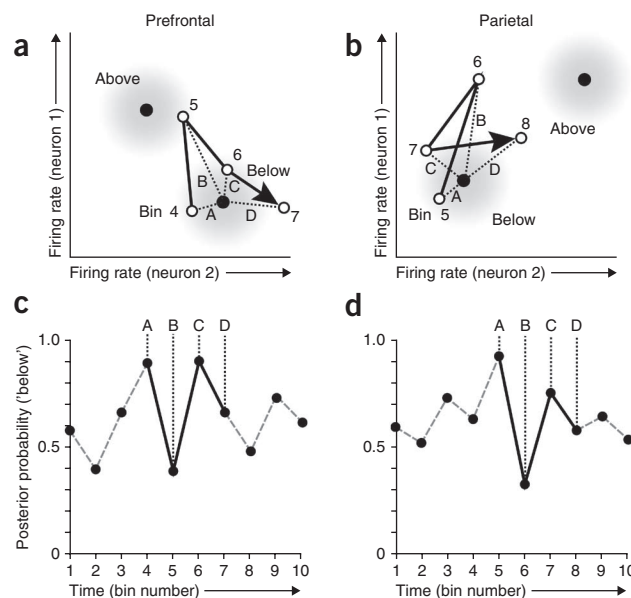 Prefrontal
a
Above
5
6
Below
B
C
Bin 4
A
D
7
Firing rate (neuron 1)
Firing rate (neuron 2)
Parietal
b
6
B
8
7
Above
C
D
A
Bin 5
Below
Firing rate (neuron 1)
Firing rate (neuron 2)
c
A B C D
1.0
0.5
0
Posterior probability ('below')
1 2 3 4 5 6 7 8 9 10
Time (bin number)
d
A B C D
1.0
0.5
0
1 2 3 4 5 6 7 8 9 10
Time (bin number)